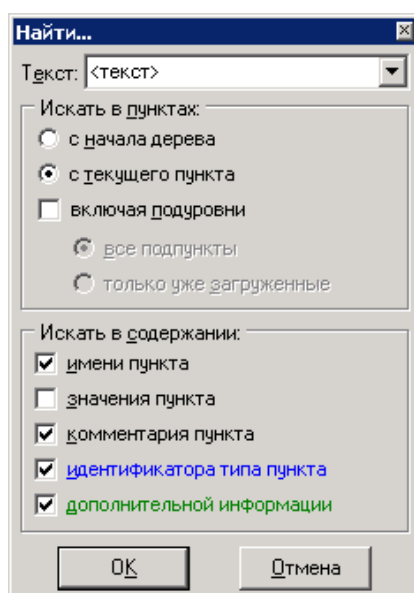 Найти...
Текст: <текст>
Искать в пунктах:
с начала дерева
с текущего пункта
включая подуровни
все подпункты
только уже загруженные
Искать в содержании:
имени пункта
значения пункта
комментария пункта
идентификатора типа пункта
дополнительной информации
OK Отмена